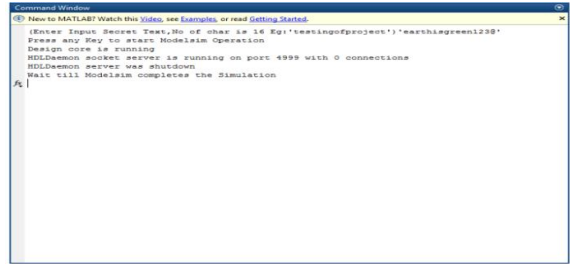 Command Window
New to MATLAB? Watch this Video, see Examples, or read Getting Started.
(Enter Input Secret Text,No of char is 16 Eg:'testingofproject')'earthisgreen123@'
Press any Key to start Modelsim Operation
Design core is running
HDLDaemon socket server is running on port 4999 with 0 connections
HDLDaemon server was shutdown
Wait till Modelsim completes the Simulation
fx